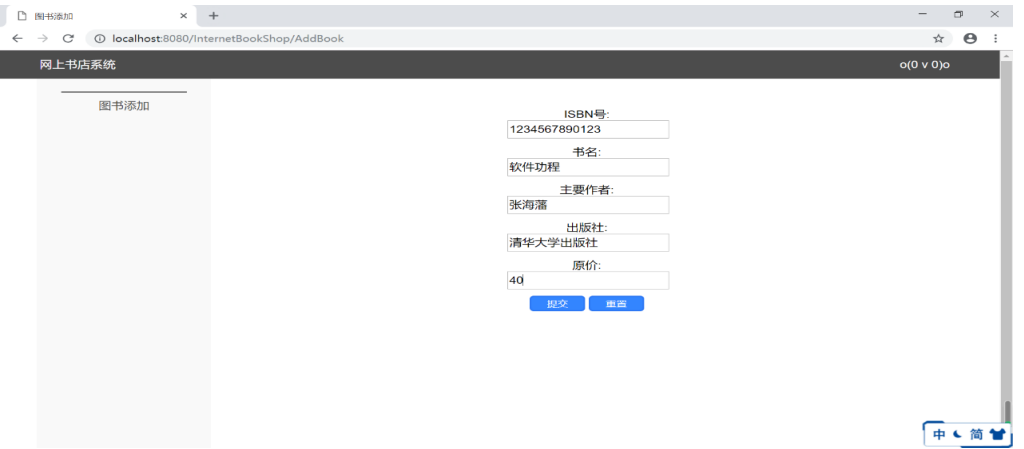 图书添加
localhost:8080/InternetBookShop/AddBook
网上书店系统 o(0 v 0)o
图书添加
ISBN号:
1234567890123
书名:
软件功程
主要作者:
张海藩
出版社:
清华大学出版社
原价:
40
提交 重置
中 简